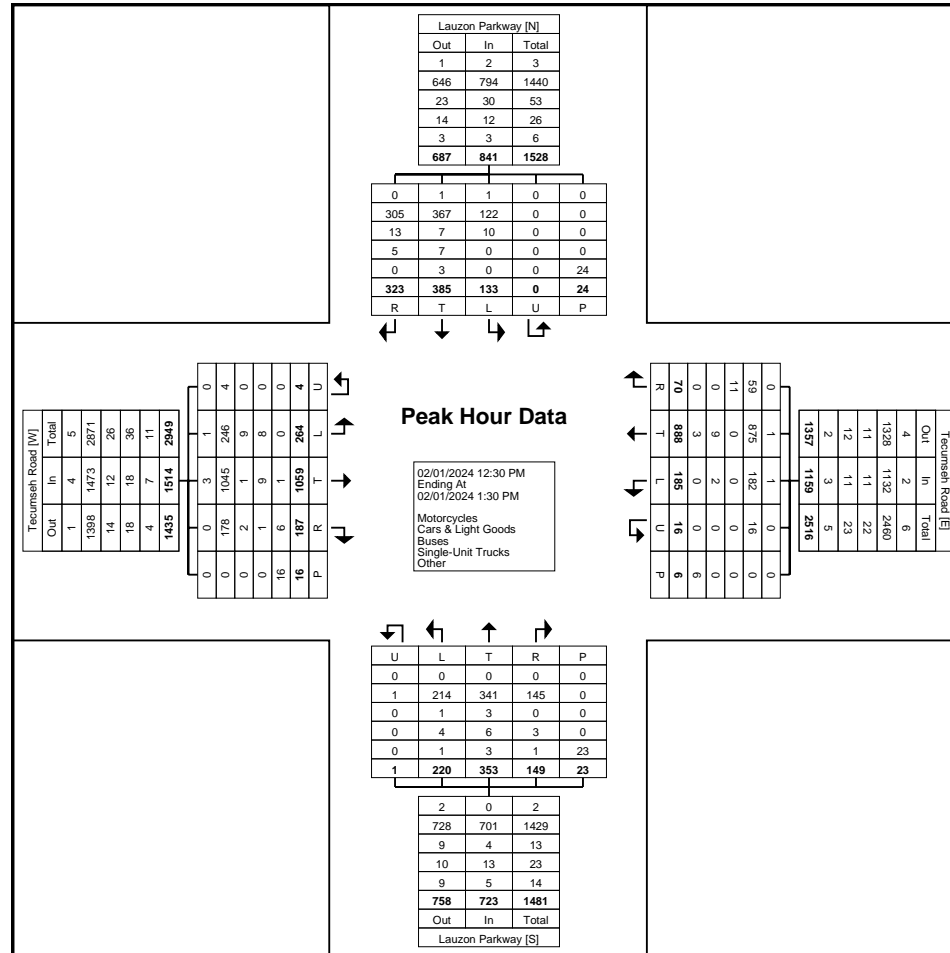 Lauzon Parkway [N]
Out In Total
1 2 3
646 794 1440
23 30 53
14 12 26
3 3 6
687 841 1528
0 1 1 0 0
305 367 122 0 0
13 7 10 0 0
5 7 0 0 0
0 3 0 0 24
323 385 133 0 24
R T L U P
Tecumseh Road [W]
Out In Total
1 4 5
1398 1473 2871
14 12 26
18 18 36
4 7 11
1435 1514 2949
0 0 3 1 0
0 178 1045 246 4
0 2 1 9 0
0 1 9 8 0
16 6 1 0 0
16 187 1059 264 4
P R T L U
Peak Hour Data
02/01/2024 12:30 PM
Ending At
02/01/2024 1:30 PM
Motorcycles
Cars & Light Goods
Buses
Single-Unit Trucks
Other
Tecumseh Road [E]
Out In Total
4 2 6
1328 1132 2460
11 11 22
12 11 23
2 3 5
1357 1159 2516
0 1 1 0 0
59 875 182 16 0
11 0 0 0 0
0 9 2 0 0
0 3 0 0 6
70 888 185 16 6
R T L U P
U L T R P
0 0 0 0 0
1 214 341 145 0
0 1 3 0 0
0 4 6 3 0
0 1 3 1 23
1 220 353 149 23
2 0 2
728 701 1429
9 4 13
10 13 23
9 5 14
758 723 1481
Out In Total
Lauzon Parkway [S]